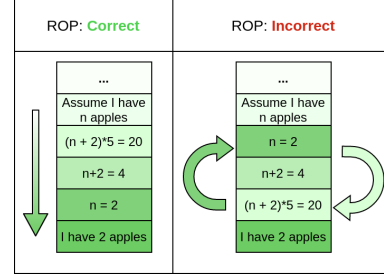 ROP: Correct
...
Assume I have
n apples
(n + 2)*5 = 20
n+2 = 4
n = 2
I have 2 apples
ROP: Incorrect
...
Assume I have
n apples
n = 2
n+2 = 4
(n + 2)*5 = 20
I have 2 apples